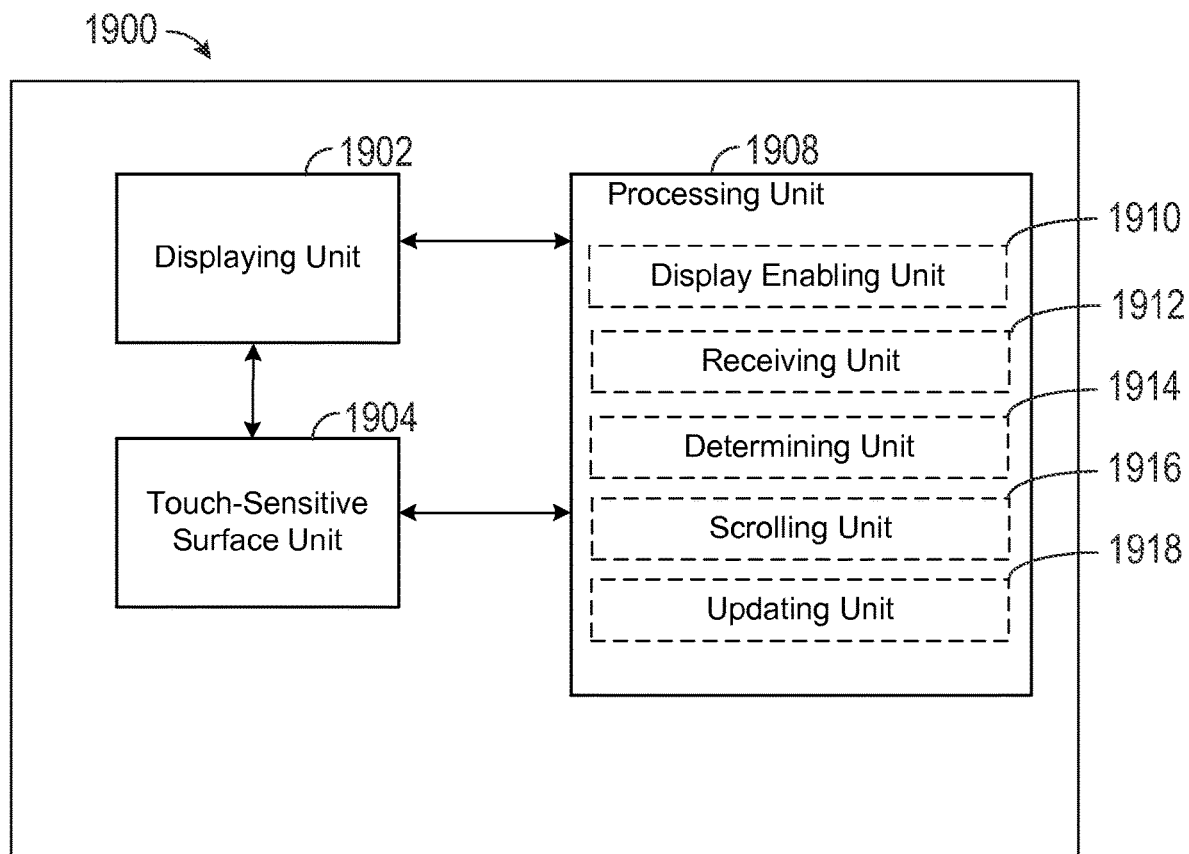 1900
1902
Displaying Unit
1904
Touch-Sensitive
Surface Unit
1908
Processing Unit
1910
Display Enabling Unit
1912
Receiving Unit
1914
Determining Unit
1916
Scrolling Unit
1918
Updating Unit